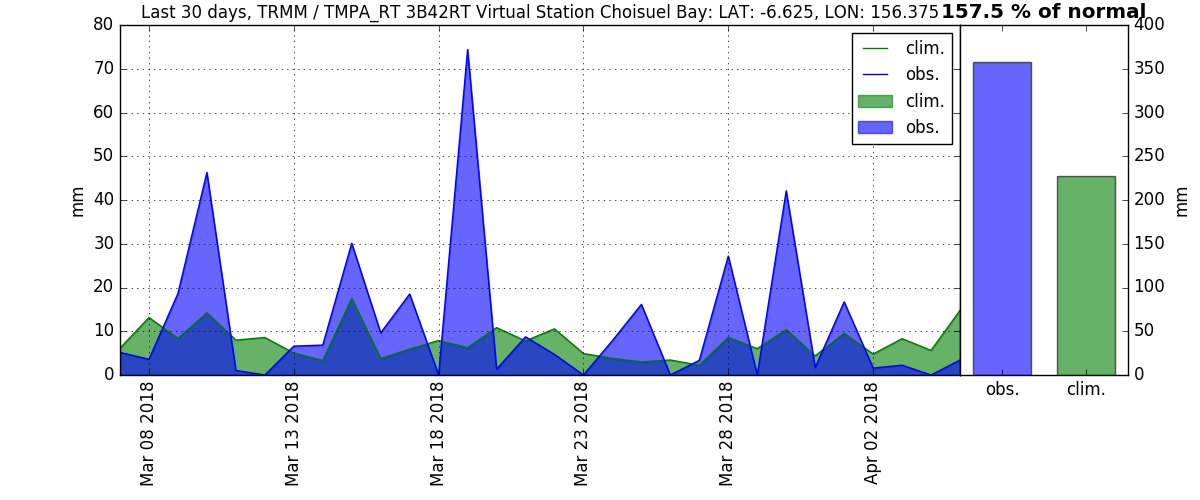 Last 30 days, TRMM / TMPA_RT 3B42RT Virtual Station Choisuel Bay: LAT: -6.625, LON: 156.375
157.5 % of normal
80
70
60
50
40
30
20
10
0
mm
clim.
obs.
clim.
obs.
Mar 08 2018
Mar 13 2018
Mar 18 2018
Mar 23 2018
Mar 28 2018
Apr 02 2018
400
350
300
250
200
150
100
50
0
mm
obs.
clim.